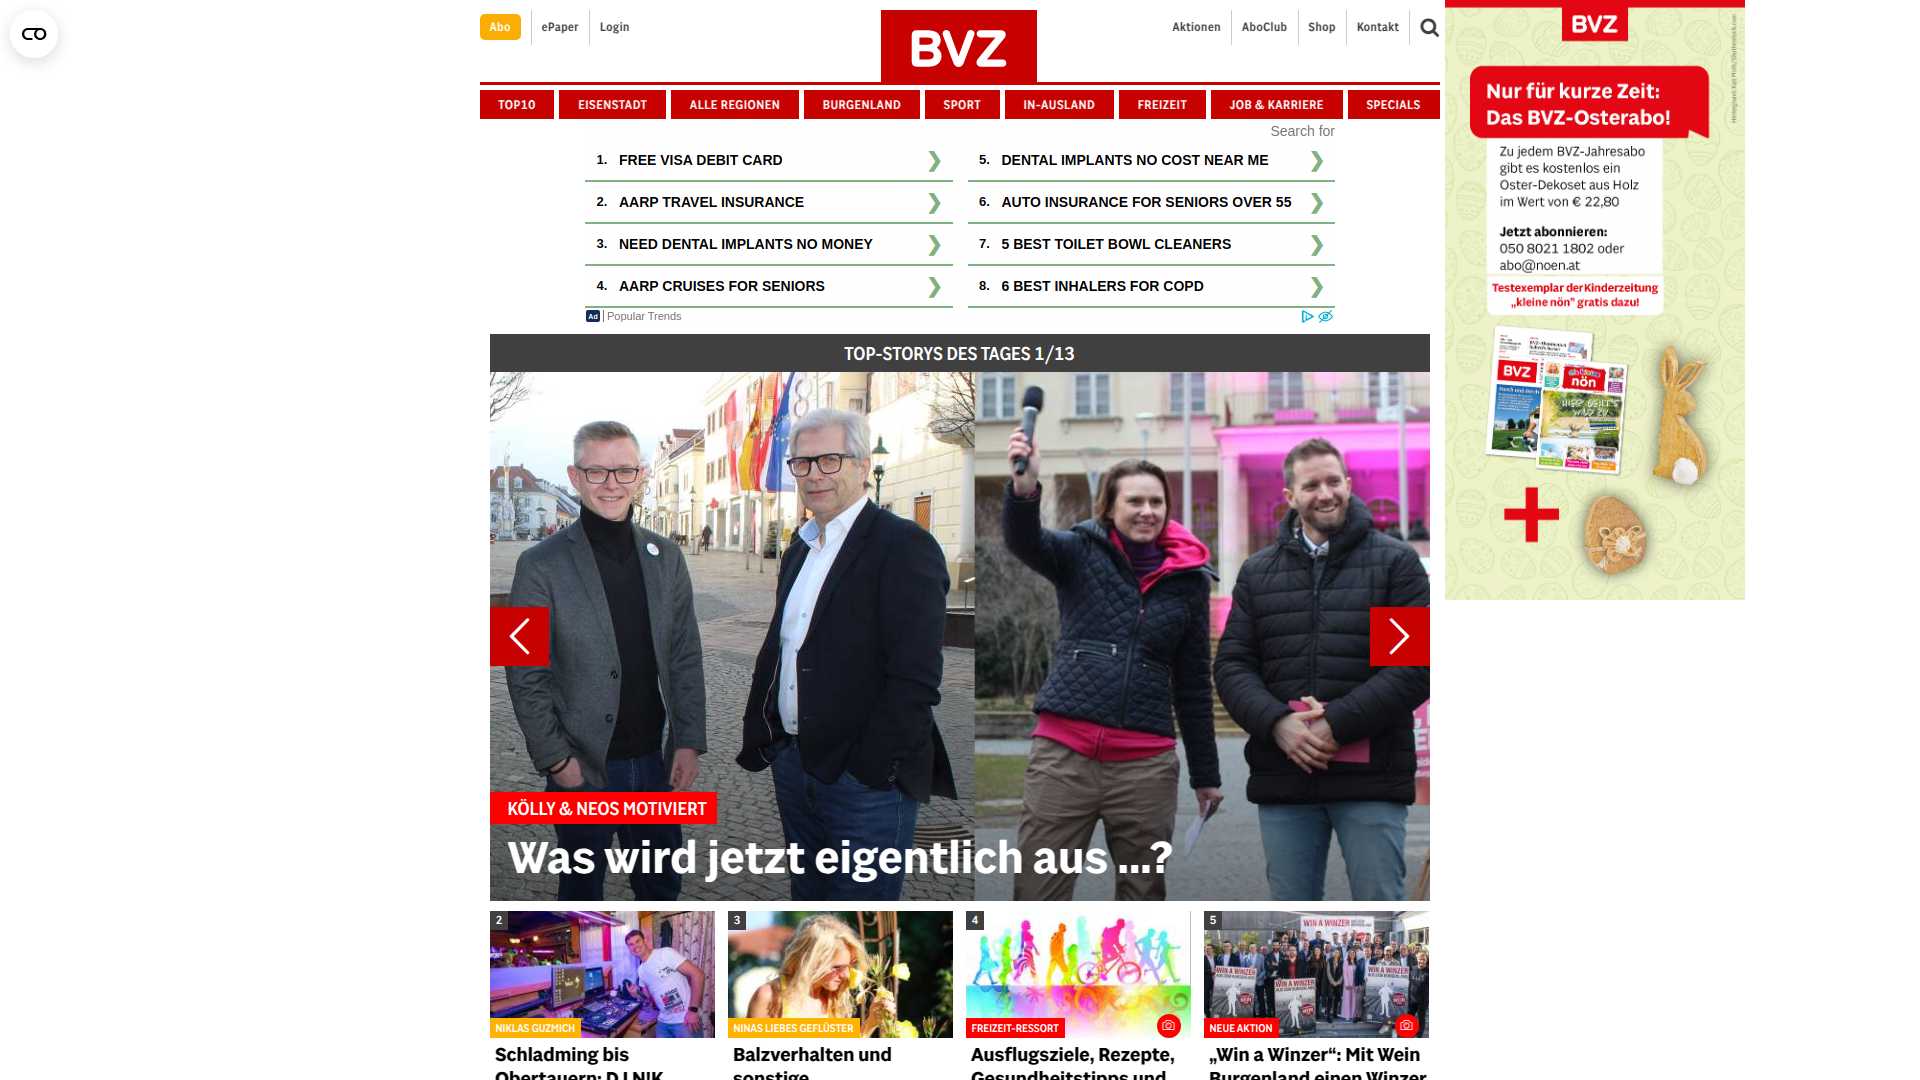 Abo
ePaper
Login
BVZ
Aktionen
AboClub
Shop
Kontakt
TOP10
EISENSTADT
ALLE REGIONEN
BURGENLAND
SPORT
IN-AUSLAND
FREIZEIT
JOB & KARRIERE
SPECIALS
Search for
1. FREE VISA DEBIT CARD
2. AARP TRAVEL INSURANCE
3. NEED DENTAL IMPLANTS NO MONEY
4. AARP CRUISES FOR SENIORS
5. DENTAL IMPLANTS NO COST NEAR ME
6. AUTO INSURANCE FOR SENIORS OVER 55
7. 5 BEST TOILET BOWL CLEANERS
8. 6 BEST INHALERS FOR COPD
Ad
Popular Trends
BVZ
Nur für kurze Zeit:
Das BVZ-Osterabo!
Zu jedem BVZ-Jahresabo
gibt es kostenlos ein
Oster-Dekoset aus Holz
im Wert von € 22,80
Jetzt abonnieren:
050 8021 1802 oder
abo@noen.at
Testexemplar der Kinderzeitung
„kleine nön" gratis dazu!
BVZ
nön
TOP-STORYS DES TAGES 1/13
KÖLLY & NEOS MOTIVIERT
Was wird jetzt eigentlich aus ...?
2
NIKLAS GUZMICH
Schladming bis
Obertauern: DJ N!K
3
NINAS LIEBES GEFLÜSTER
Balzverhalten und
sonstige
4
FREIZEIT-RESSORT
Ausflugsziele, Rezepte,
Gesundheitstipps und
5
WIN A WINZER
WIN A WINZER
WIN A WINZER
WIN A WINZER
NEUE AKTION
„Win a Winzer“: Mit Wein
Burgenland einen Winzer